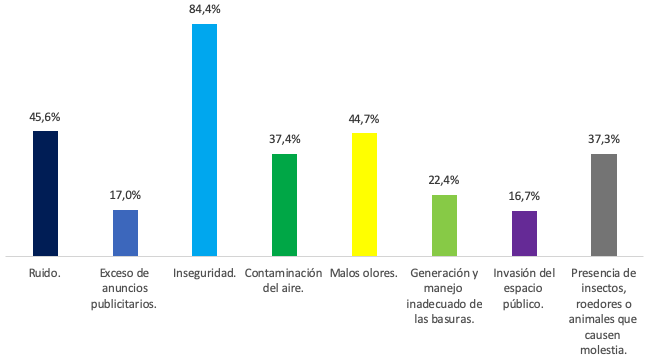 84,4%
45,6%
44,7%
37,4%
37,3%
22,4%
17,0%
16,7%
Ruido.
Exceso de
anuncios
publicitarios.
Inseguridad.
Contaminación
del aire.
Malos olores.
Generación y
manejo
inadecuado de
las basuras.
Invasión del
espacio
público.
Presencia de
insectos,
roedores o
animales que
causen
molestia.